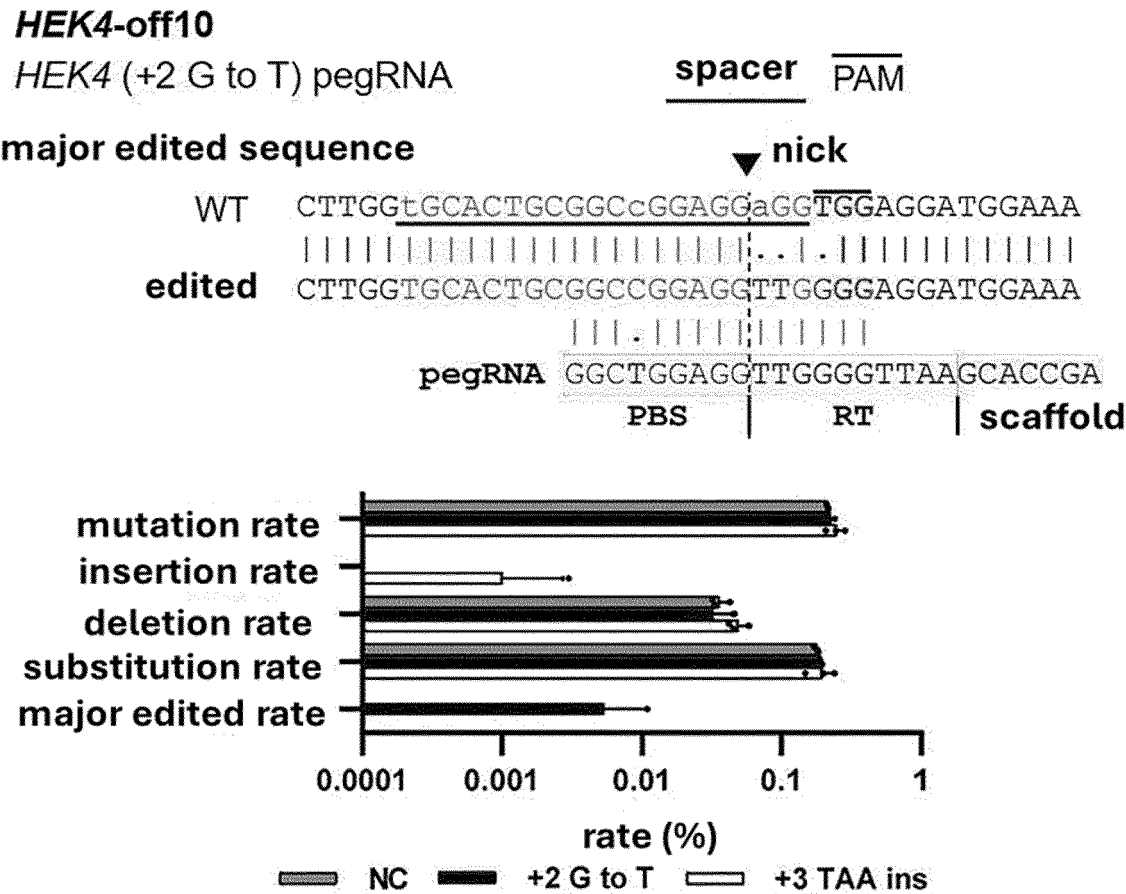 HEK4-off10
HEK4 (+2 G to T) pegRNA
spacer PAM
major edited sequence
nick
WT CTTGGtGCACTGCGGCcGGAGGaGGTGGAGGATGGAAA
edited CTTGGTGCACTGCGGCCGGAGGTTGGGGAGGATGGAAA
pegRNA GGCTGGAGGTTGGGGTTAAGCACCGA
PBS RT scaffold
mutation rate
insertion rate
deletion rate
substitution rate
major edited rate
0.0001 0.001 0.01 0.1 1
rate (%)
NC +2 G to T +3 TAA ins